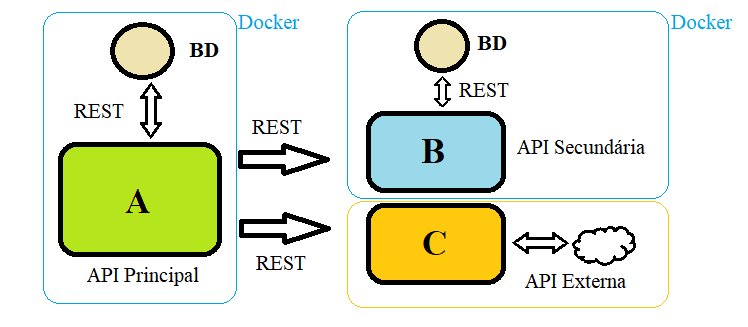 Docker
BD
REST
A
API Principal
REST
REST
Docker
BD
REST
B
API Secundária
C
API Externa